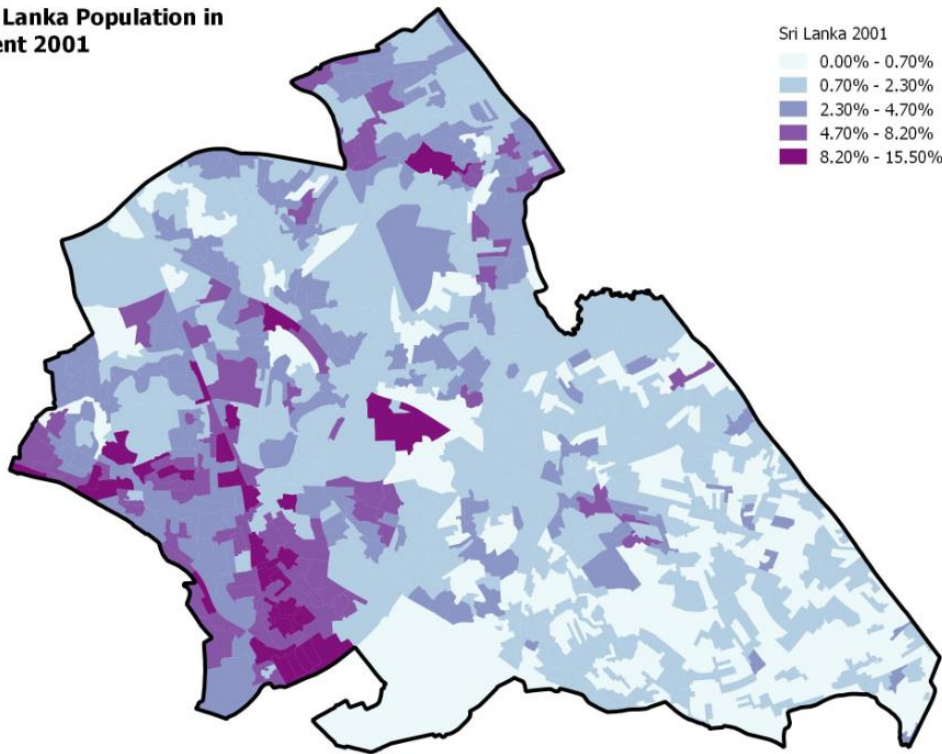 Lanka Population in
ent 2001
Sri Lanka 2001
0.00% - 0.70%
0.70% - 2.30%
2.30% - 4.70%
4.70% - 8.20%
8.20% - 15.50%